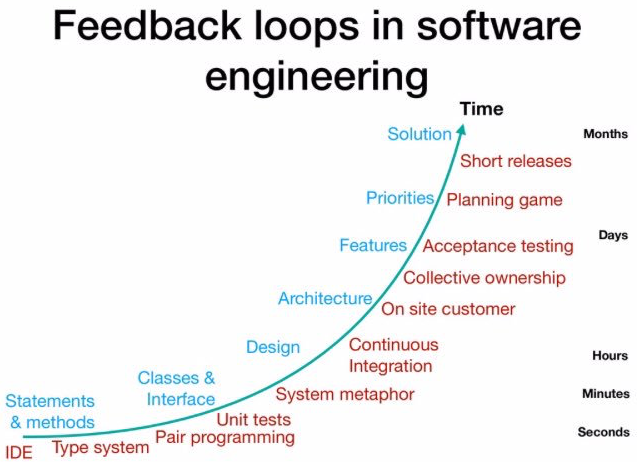 Feedback loops in software
engineering
Time
Solution
Months
Short releases
Priorities
Planning game
Days
Features
Acceptance testing
Collective ownership
Architecture
On site customer
Design
Continuous
Integration
Hours
Classes &
Interface
System metaphor
Minutes
Statements
& methods
Unit tests
Pair programming
Seconds
IDE
Type system